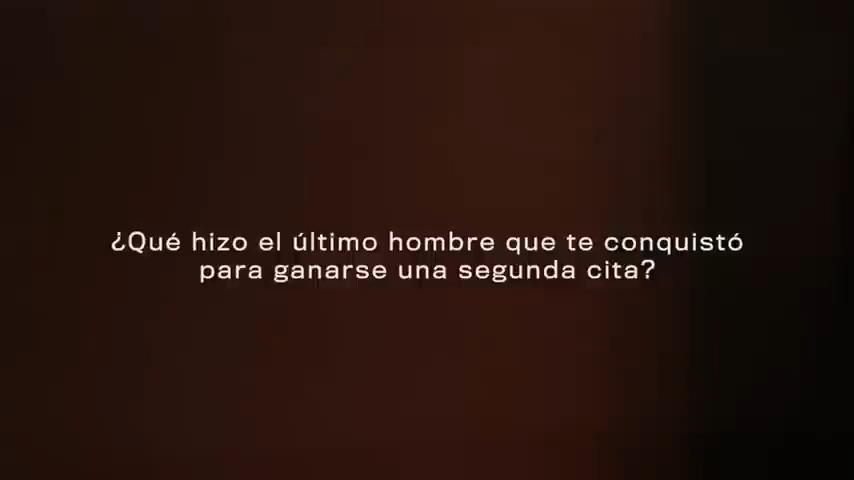 ¿Qué hizo el último hombre que te conquistó
para ganarse una segunda cita?